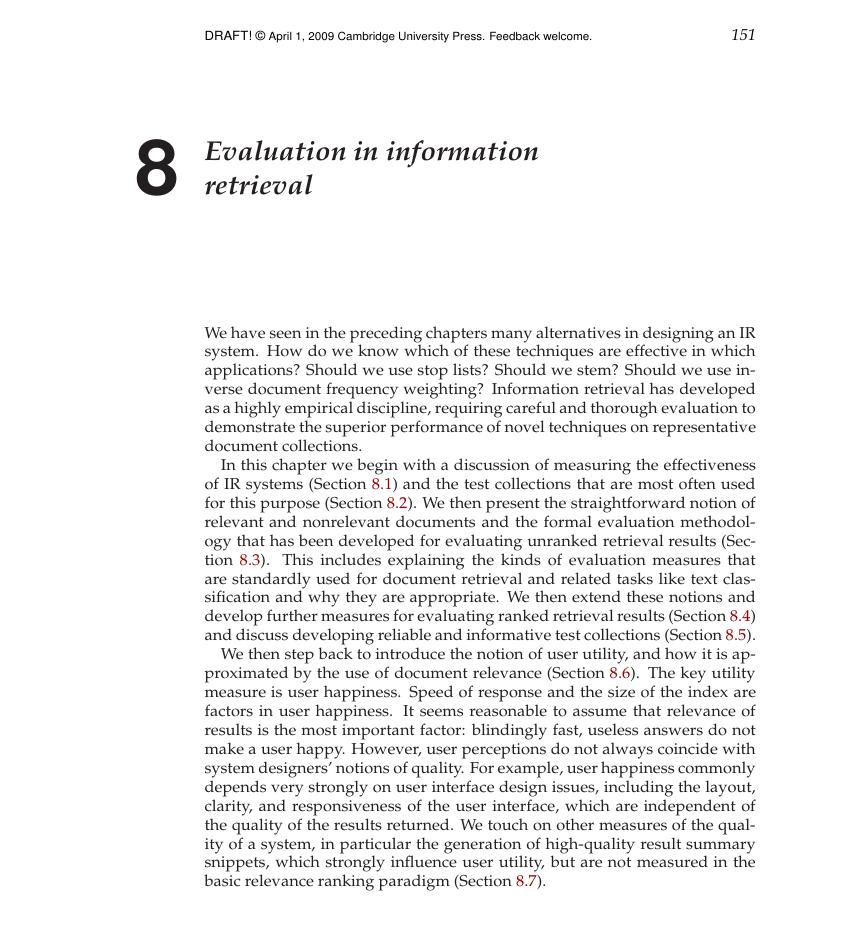 DRAFT! © April 1, 2009 Cambridge University Press. Feedback welcome. 151
8 Evaluation in information
retrieval
We have seen in the preceding chapters many alternatives in designing an IR
system. How do we know which of these techniques are effective in which
applications? Should we use stop lists? Should we stem? Should we use in-
verse document frequency weighting? Information retrieval has developed
as a highly empirical discipline, requiring careful and thorough evaluation to
demonstrate the superior performance of novel techniques on representative
document collections.
In this chapter we begin with a discussion of measuring the effectiveness
of IR systems (Section 8.1) and the test collections that are most often used
for this purpose (Section 8.2). We then present the straightforward notion of
relevant and nonrelevant documents and the formal evaluation methodol-
ogy that has been developed for evaluating unranked retrieval results (Sec-
tion 8.3). This includes explaining the kinds of evaluation measures that
are standardly used for document retrieval and related tasks like text clas-
sification and why they are appropriate. We then extend these notions and
develop further measures for evaluating ranked retrieval results (Section 8.4)
and discuss developing reliable and informative test collections (Section 8.5).
We then step back to introduce the notion of user utility, and how it is ap-
proximated by the use of document relevance (Section 8.6). The key utility
measure is user happiness. Speed of response and the size of the index are
factors in user happiness. It seems reasonable to assume that relevance of
results is the most important factor: blindingly fast, useless answers do not
make a user happy. However, user perceptions do not always coincide with
system designers' notions of quality. For example, user happiness commonly
depends very strongly on user interface design issues, including the layout,
clarity, and responsiveness of the user interface, which are independent of
the quality of the results returned. We touch on other measures of the qual-
ity of a system, in particular the generation of high-quality result summary
snippets, which strongly influence user utility, but are not measured in the
basic relevance ranking paradigm (Section 8.7).